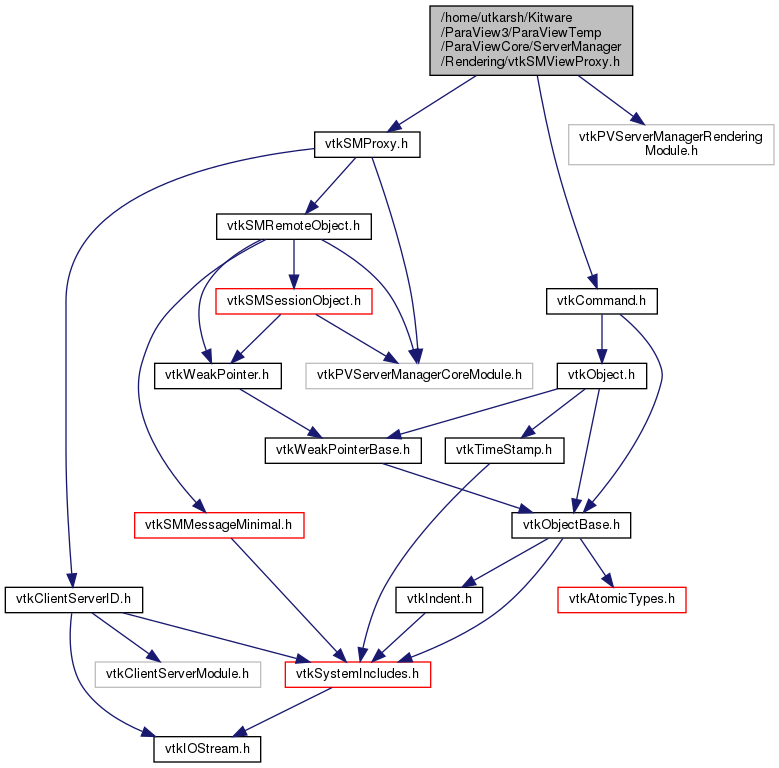 /home/utkarsh/Kitware
/ParaView3/ParaViewTemp
/ParaViewCore/ServerManager
/Rendering/vtkSMViewProxy.h
vtkSMProxy.h
vtkPVServerManagerRendering
Module.h
vtkSMRemoteObject.h
vtkSMSessionObject.h
vtkCommand.h
vtkWeakPointer.h
vtkPVServerManagerCoreModule.h
vtkObject.h
vtkWeakPointerBase.h
vtkTimeStamp.h
vtkSMMessageMinimal.h
vtkObjectBase.h
vtkClientServerID.h
vtkIndent.h
vtkAtomicTypes.h
vtkClientServerModule.h
vtkSystemIncludes.h
vtkIOStream.h